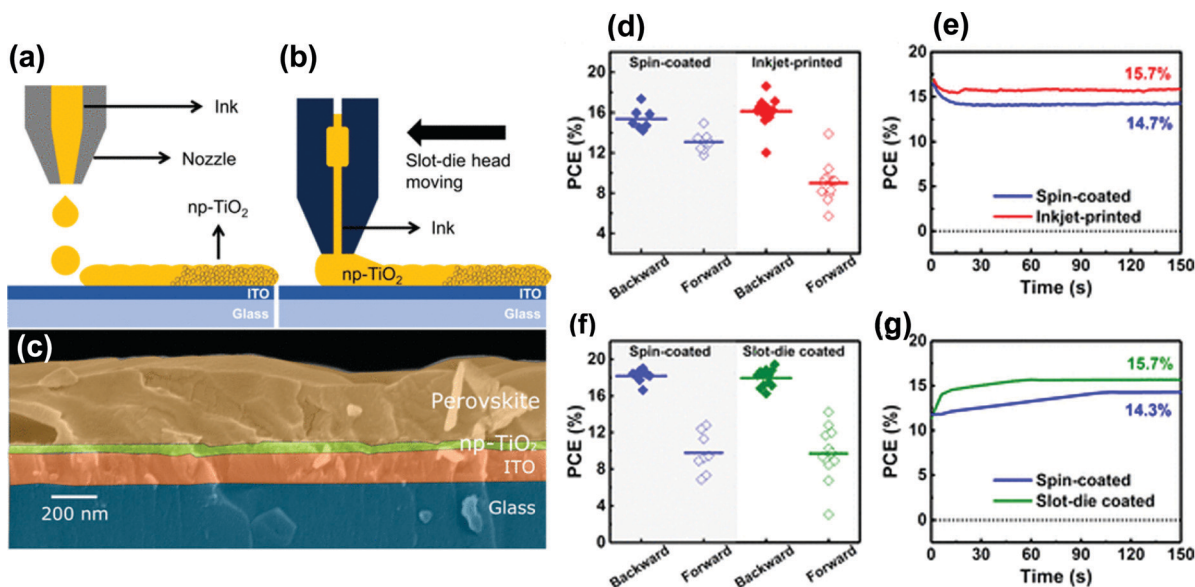 (a)
Ink
Nozzle
np-TiO₂
ITO
Glass
(b)
Slot-die head
moving
Ink
np-TiO₂
ITO
Glass
(c)
Perovskite
np-TiO₂
ITO
Glass
200 nm
(d)
PCE (%)
20
16
12
8
4
Spin-coated
Inkjet-printed
Backward
Forward
Backward
Forward
(e)
PCE (%)
20
15
10
5
0
15.7%
14.7%
Spin-coated
Inkjet-printed
0 30 60 90 120 150
Time (s)
(f)
PCE (%)
20
16
12
8
4
0
Spin-coated
Slot-die coated
Backward
Forward
Backward
Forward
(g)
PCE (%)
20
15
10
5
0
15.7%
14.3%
Spin-coated
Slot-die coated
0 30 60 90 120 150
Time (s)